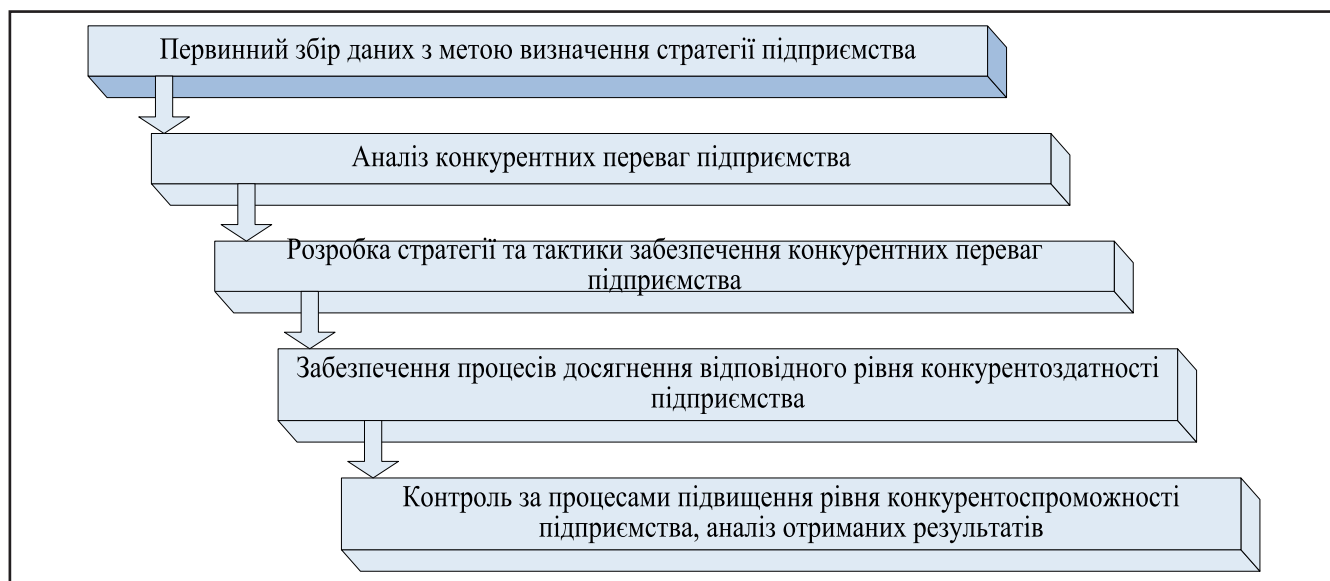 Первинний збір даних з метою визначення стратегії підприємства
Аналіз конкурентних переваг підприємства
Розробка стратегії та тактики забезпечення конкурентних переваг
підприємства
Забезпечення процесів досягнення відповідного рівня конкурентоздатності
підприємства
Контроль за процесами підвищення рівня конкурентоспроможності
підприємства, аналіз отриманих результатів